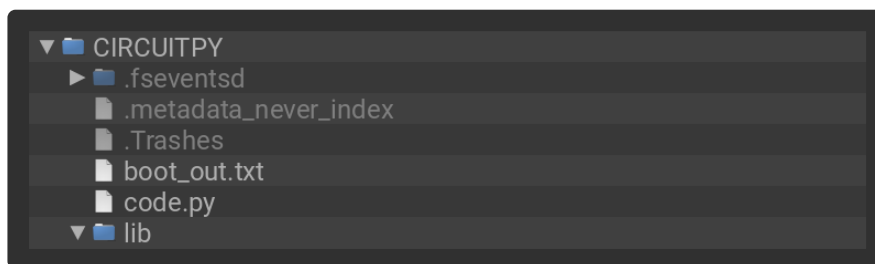 CIRCUITPY
.fseventsd
.metadata_never_index
.Trashes
boot_out.txt
code.py
lib